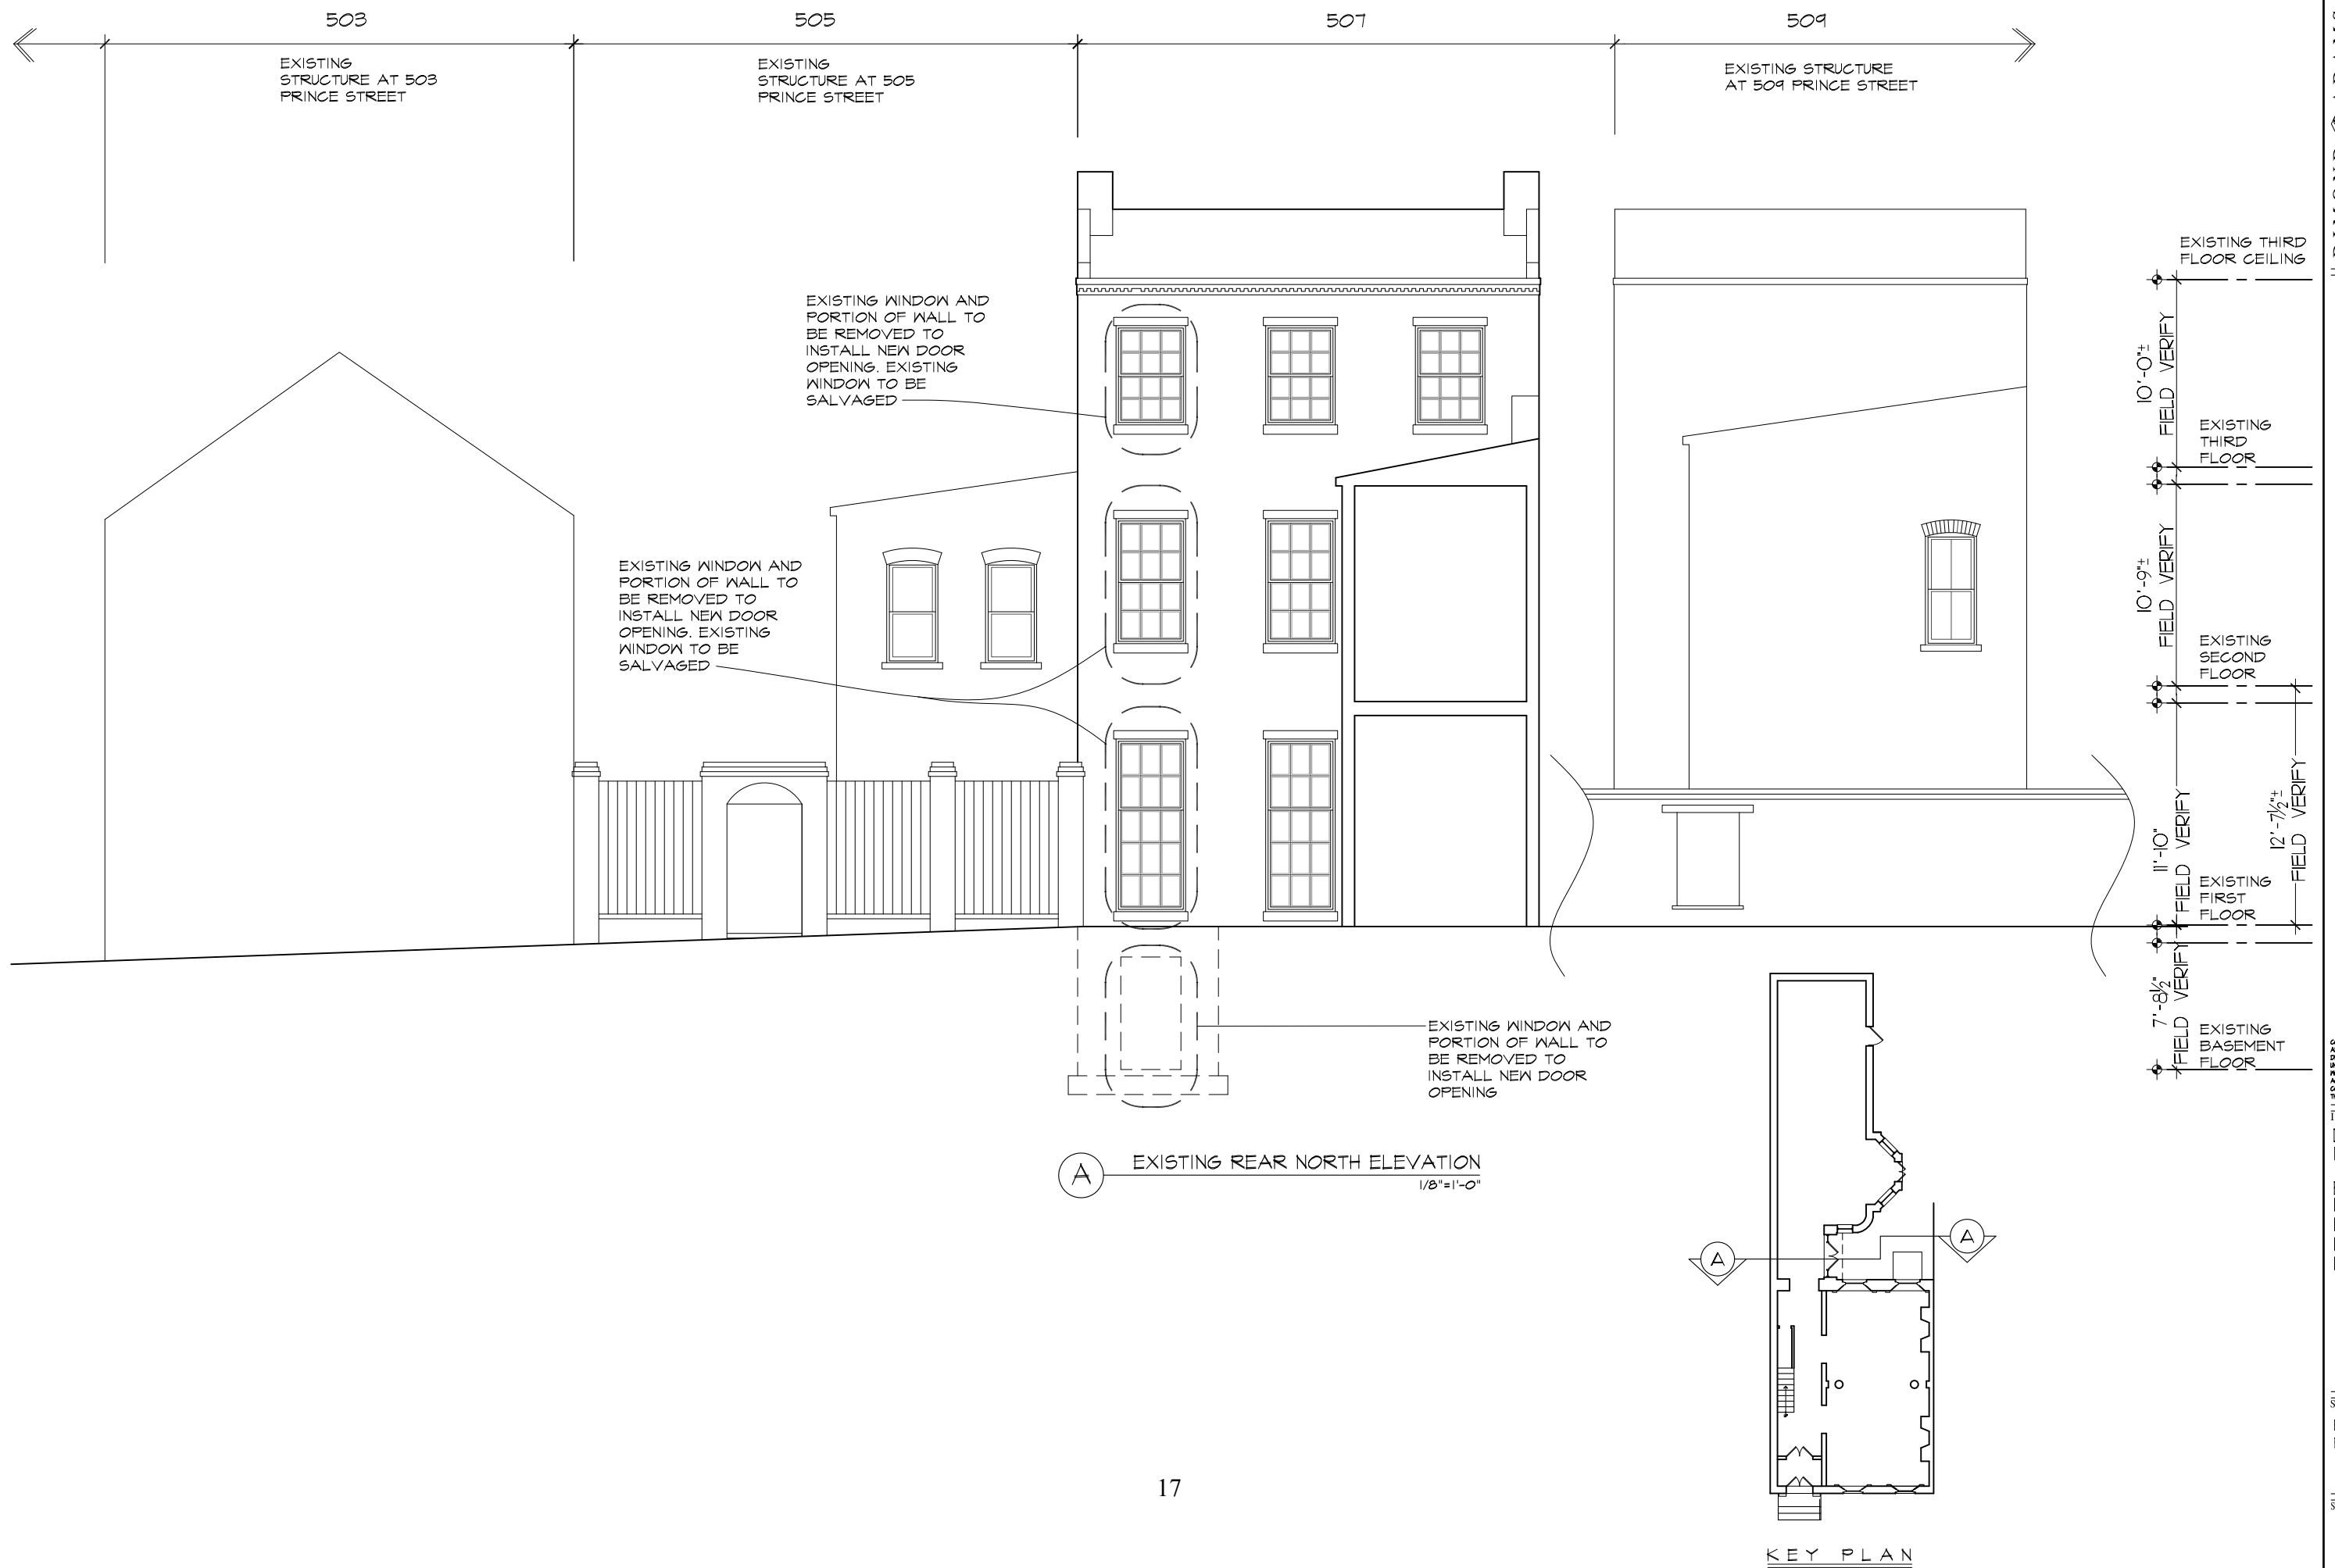 503
505
507
509
EXISTING
STRUCTURE AT 503
PRINCE STREET
EXISTING
STRUCTURE AT 505
PRINCE STREET
EXISTING STRUCTURE
AT 509 PRINCE STREET
EXISTING WINDOW AND
PORTION OF WALL TO
BE REMOVED TO
INSTALL NEW DOOR
OPENING. EXISTING
WINDOW TO BE
SALVAGED
EXISTING WINDOW AND
PORTION OF WALL TO
BE REMOVED TO
INSTALL NEW DOOR
OPENING. EXISTING
WINDOW TO BE
SALVAGED
EXISTING WINDOW AND
PORTION OF WALL TO
BE REMOVED TO
INSTALL NEW DOOR
OPENING
EXISTING THIRD
FLOOR CEILING
10'-0"±
FIELD VERIFY
EXISTING
THIRD
FLOOR
10'-9"±
FIELD VERIFY
EXISTING
SECOND
FLOOR
11'-10"
FIELD VERIFY
12'-7½"±
FIELD VERIFY
EXISTING
FIRST
FLOOR
7'-8½"
FIELD VERIFY
EXISTING
BASEMENT
FLOOR
A
EXISTING REAR NORTH ELEVATION
1/8"=1'-0"
A
A
KEY PLAN
17